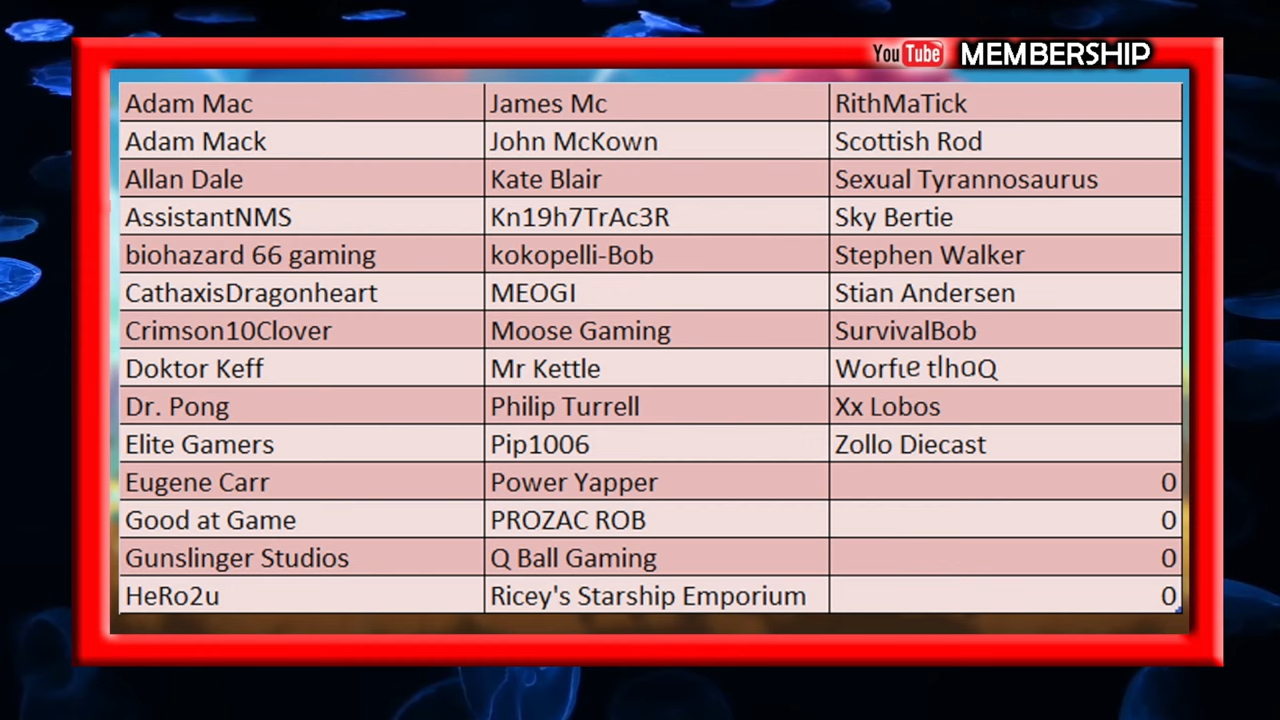 YouTube MEMBERSHIP
Adam Mac James Mc RithMaTick
Adam Mack John McKown Scottish Rod
Allan Dale Kate Blair Sexual Tyrannosaurus
AssistantNMS Kn19h7TrAc3R Sky Bertie
biohazard 66 gaming kokopelli-Bob Stephen Walker
CathaxisDragonheart MEOGI Stian Andersen
Crimson10Clover Moose Gaming SurvivalBob
Doktor Keff Mr Kettle Worfιҽ tlhαQ
Dr. Pong Philip Turrell Xx Lobos
Elite Gamers Pip1006 Zollo Diecast
Eugene Carr Power Yapper 0
Good at Game PROZAC ROB 0
Gunslinger Studios Q Ball Gaming 0
HeRo2u Ricey's Starship Emporium 0